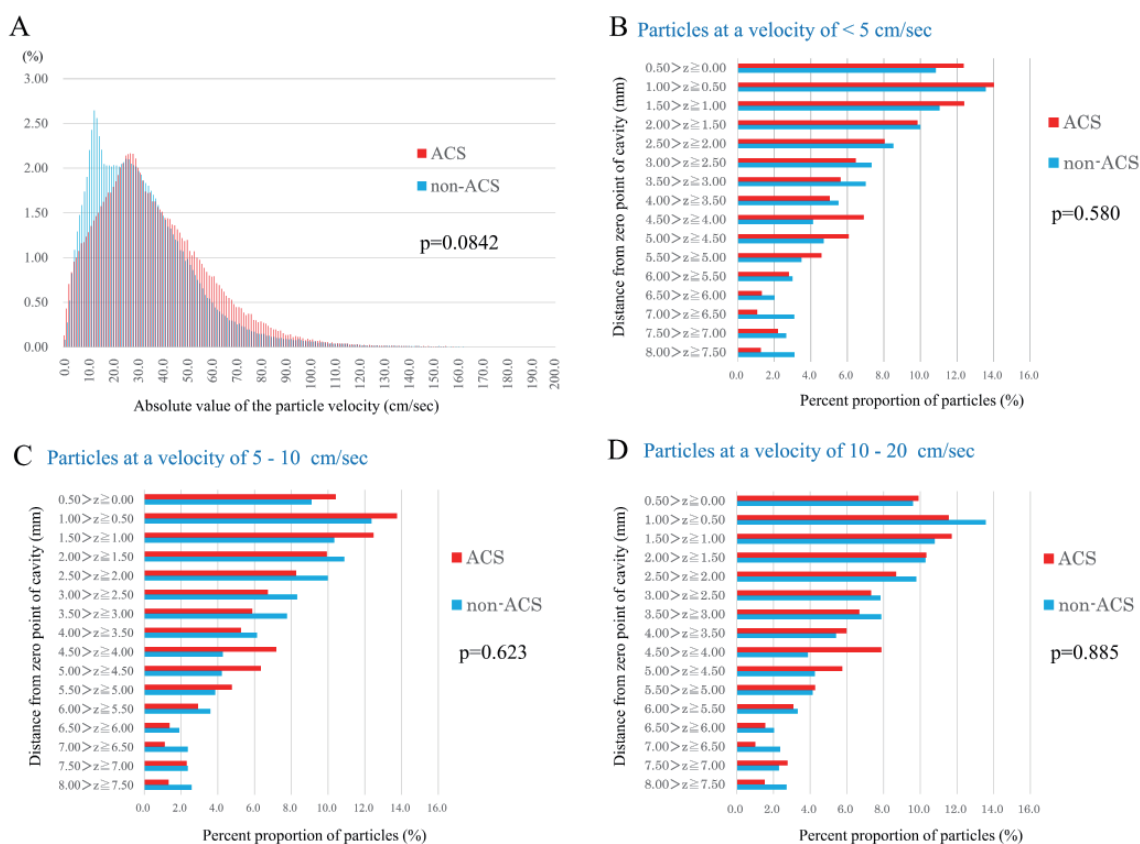 A
(%)
3.00
2.50
2.00
1.50
1.00
0.50
0.00
ACS
non-ACS
p=0.0842
0.0
10.0
20.0
30.0
40.0
50.0
60.0
70.0
80.0
90.0
100.0
110.0
120.0
130.0
140.0
150.0
160.0
170.0
180.0
190.0
200.0
Absolute value of the particle velocity (cm/sec)
B Particles at a velocity of < 5 cm/sec
Distance from zero point of cavity (mm)
0.50>z≧0.00
1.00>z≧0.50
1.50>z≧1.00
2.00>z≧1.50
2.50>z≧2.00
3.00>z≧2.50
3.50>z≧3.00
4.00>z≧3.50
4.50>z≧4.00
5.00>z≧4.50
5.50>z≧5.00
6.00>z≧5.50
6.50>z≧6.00
7.00>z≧6.50
7.50>z≧7.00
8.00>z≧7.50
ACS
non-ACS
p=0.580
0.0 2.0 4.0 6.0 8.0 10.0 12.0 14.0 16.0
Percent proportion of particles (%)
C Particles at a velocity of 5 - 10 cm/sec
Distance from zero point of cavity (mm)
0.50>z≧0.00
1.00>z≧0.50
1.50>z≧1.00
2.00>z≧1.50
2.50>z≧2.00
3.00>z≧2.50
3.50>z≧3.00
4.00>z≧3.50
4.50>z≧4.00
5.00>z≧4.50
5.50>z≧5.00
6.00>z≧5.50
6.50>z≧6.00
7.00>z≧6.50
7.50>z≧7.00
8.00>z≧7.50
ACS
non-ACS
p=0.623
0.0 2.0 4.0 6.0 8.0 10.0 12.0 14.0 16.0
Percent proportion of particles (%)
D Particles at a velocity of 10 - 20 cm/sec
Distance from zero point of cavity (mm)
0.50>z≧0.00
1.00>z≧0.50
1.50>z≧1.00
2.00>z≧1.50
2.50>z≧2.00
3.00>z≧2.50
3.50>z≧3.00
4.00>z≧3.50
4.50>z≧4.00
5.00>z≧4.50
5.50>z≧5.00
6.00>z≧5.50
6.50>z≧6.00
7.00>z≧6.50
7.50>z≧7.00
8.00>z≧7.50
ACS
non-ACS
p=0.885
0.0 2.0 4.0 6.0 8.0 10.0 12.0 14.0 16.0
Percent proportion of particles (%)